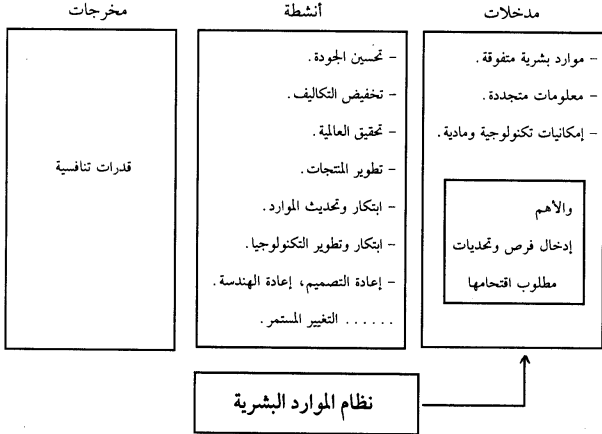 مدخلات
- موارد بشرية متفوقة.
- معلومات متجددة.
- إمكانيات تكنولوجية ومادية.
والأهم
إدخال فرص وتحديات
مطلوب اقتحامها
أنشطة
- تحسين الجودة.
- تخفيض التكاليف.
- تحقيق العالمية.
- تطوير المنتجات.
- ابتكار وتحديث الموارد.
- ابتكار وتطوير التكنولوجيا.
- إعادة التصميم، إعادة الهندسة.
...... التغيير المستمر.
مخرجات
قدرات تنافسية
نظام الموارد البشرية